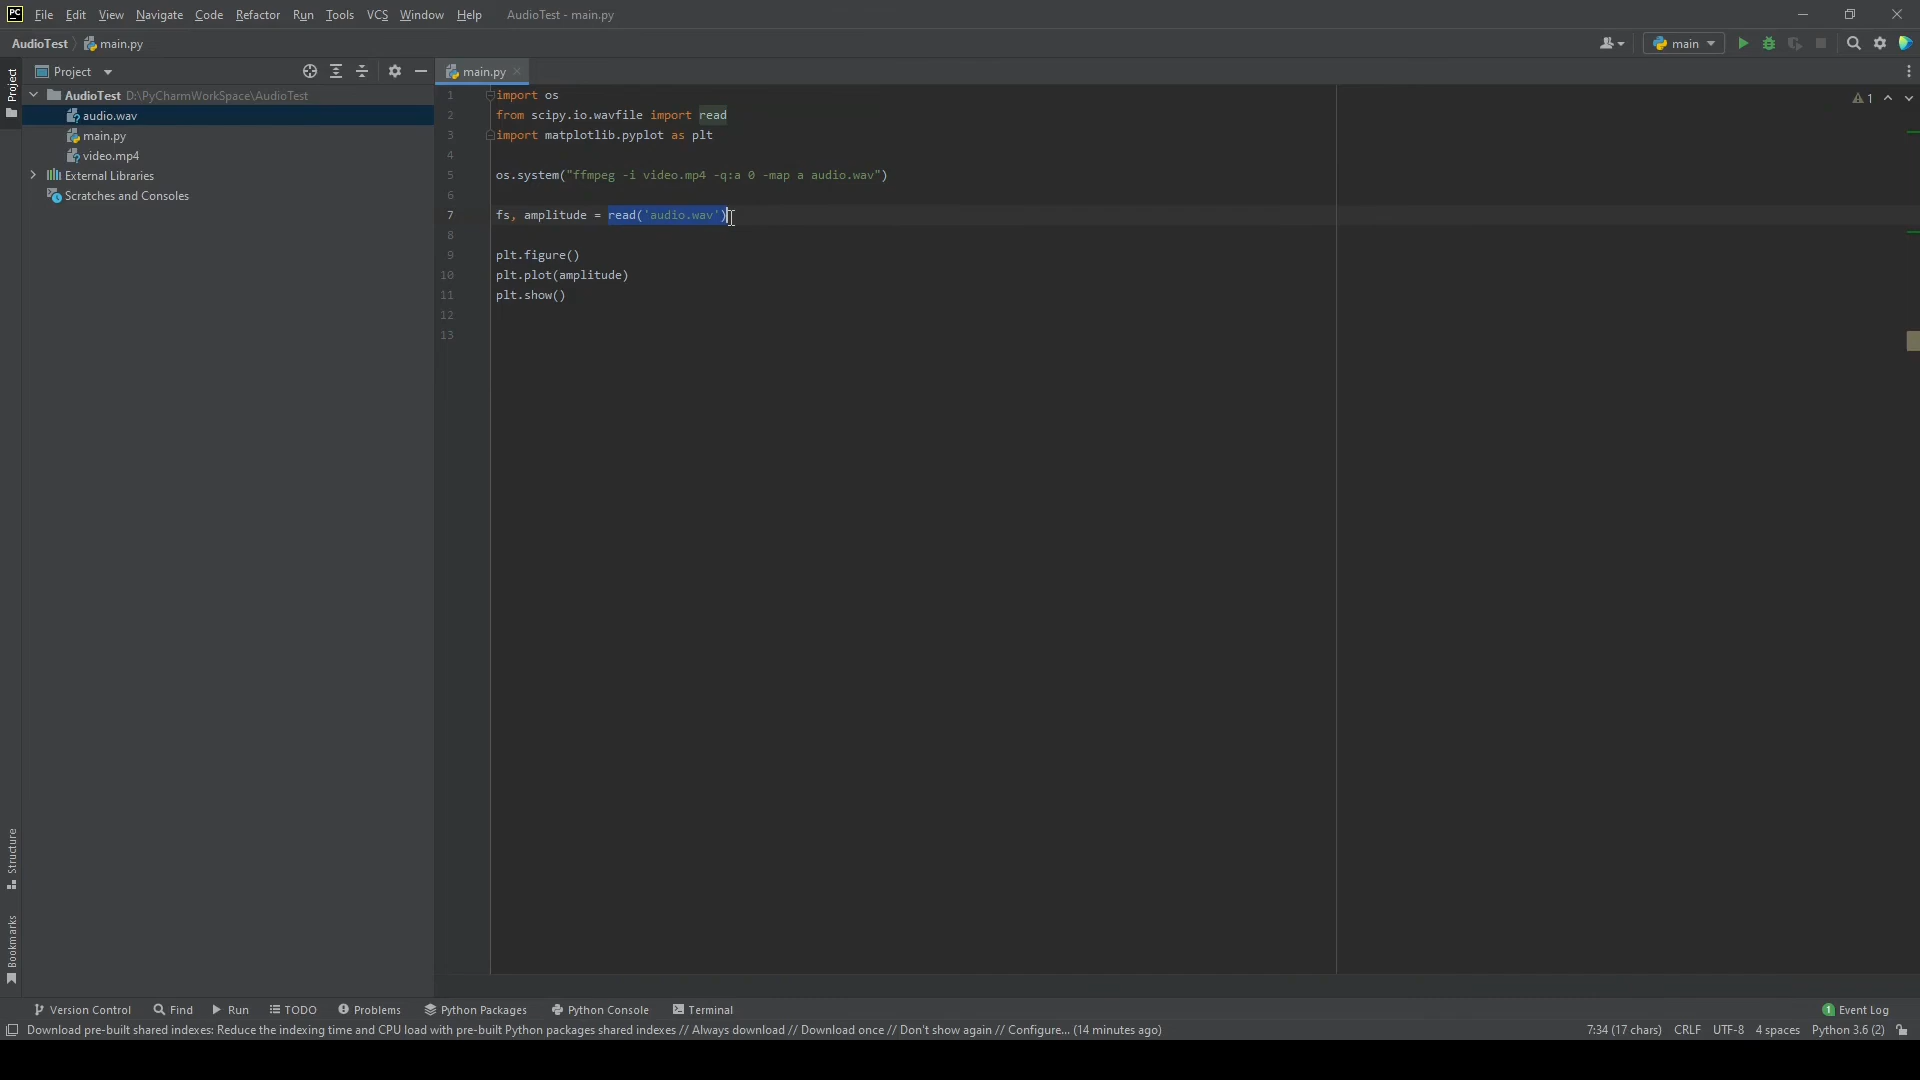 PC File Edit View Navigate Code Refactor Run Tools VCS Window Help AudioTest - main.py
AudioTest main.py main
Project main.py
Project
AudioTest D:\PyCharmWorkSpace\AudioTest
audio.wav
main.py
video.mp4
External Libraries
Scratches and Consoles
1 import os
2 from scipy.io.wavfile import read
3 import matplotlib.pyplot as plt
4
5 os.system("ffmpeg -i video.mp4 -q:a 0 -map a audio.wav")
6
7 fs, amplitude = read('audio.wav')
8
9 plt.figure()
10 plt.plot(amplitude)
11 plt.show()
12
13
1
Structure
Bookmarks
Version Control Find Run TODO Problems Python Packages Python Console Terminal 1 Event Log
Download pre-built shared indexes: Reduce the indexing time and CPU load with pre-built Python packages shared indexes // Always download // Download once // Don't show again // Configure... (14 minutes ago) 7:34 (17 chars) CRLF UTF-8 4 spaces Python 3.6 (2)